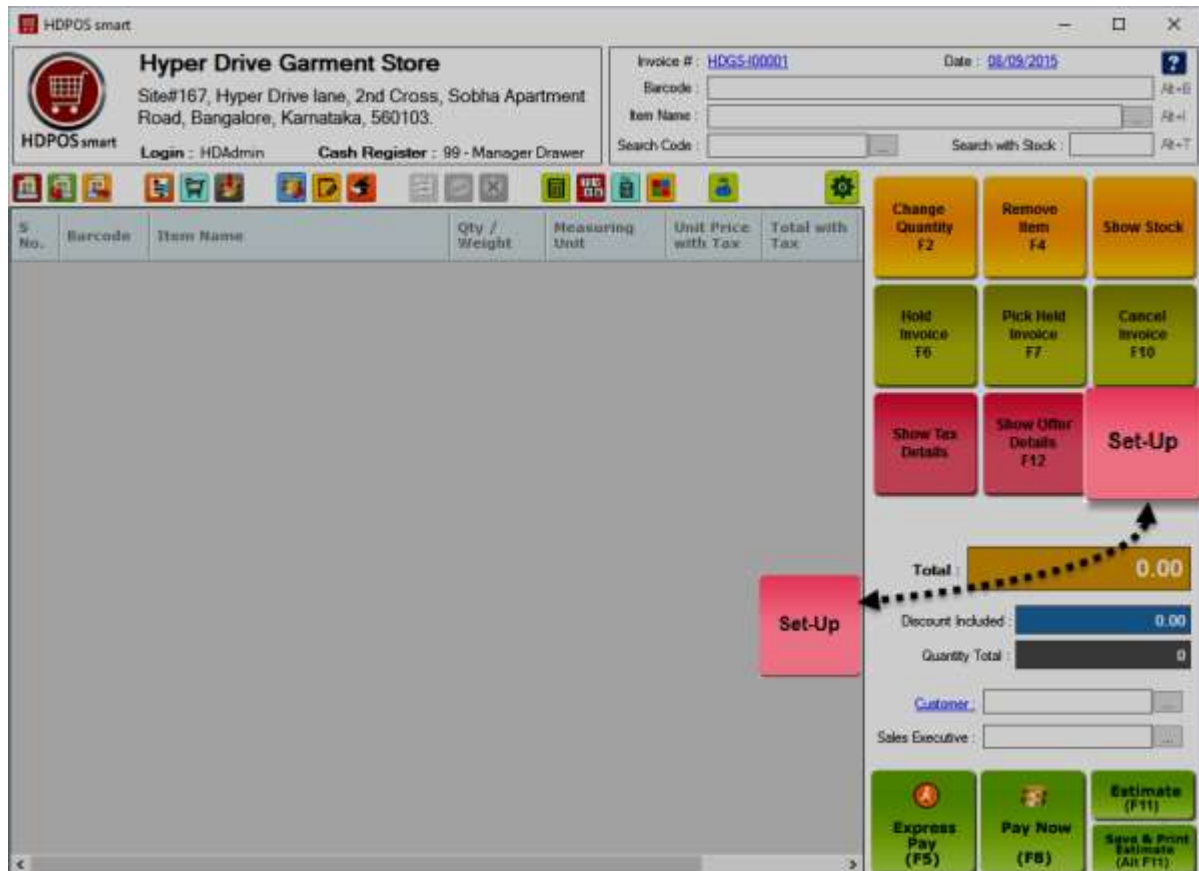 HDPOS smart
Hyper Drive Garment Store
Site#167, Hyper Drive lane, 2nd Cross, Sobha Apartment
Road, Bangalore, Karnataka, 560103.
Login : HDAdmin Cash Register : 99 - Manager Drawer
HDPOS smart
Invoice # : HDGS-I00001 Date : 08/09/2015 ?
Barcode : Alt+B
Item Name : ... Alt+I
Search Code : ... Search with Stock : Alt+T
S No. Barcode Item Name Qty / Weight Measuring Unit Unit Price with Tax Total with Tax
Change Quantity F2
Remove Item F4
Show Stock
Hold Invoice F6
Pick Held Invoice F7
Cancel Invoice F10
Show Tax Details
Show Offer Details F12
Set-Up
Set-Up
Total : 0.00
Discount Included : 0.00
Quantity Total : 0
Customer : ...
Sales Executive : ...
Express Pay (F5)
Pay Now (F8)
Estimate (F11)
Save & Print Estimate (Alt F11)